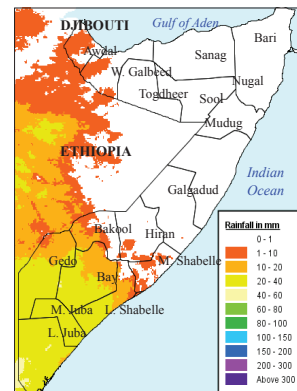 DJIBOUTI
Gulf of Aden
Bari
Awdal
Sanag
W. Galbeed
Nugal
Togdheer
Sool
Mudug
ETHIOPIA
Indian
Ocean
Galgadud
Bakool
Hiran
Gedo
M. Shabelle
Bay
M. Juba
L. Shabelle
L. Juba
Rainfall in mm
0 - 1
1 - 10
10 - 20
20 - 40
40 - 60
60 - 80
80 - 100
100 - 150
150 - 200
200 - 300
Above 300